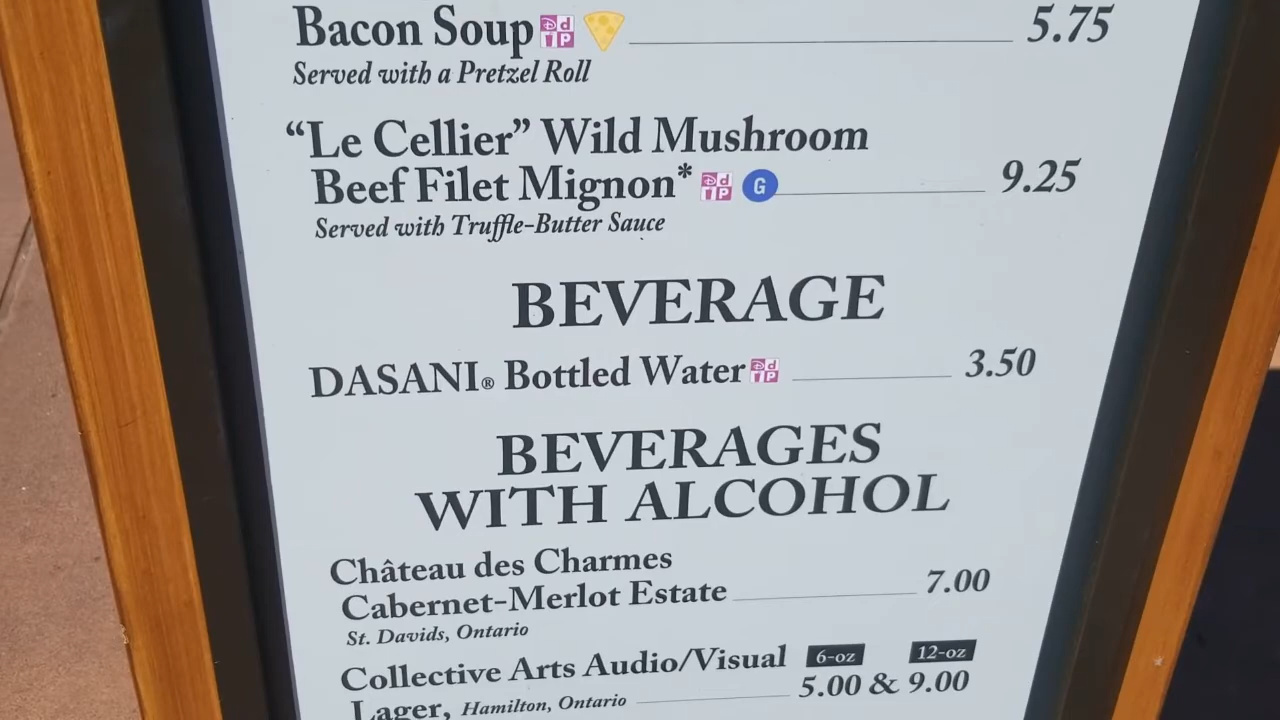 Bacon Soup DdIP 5.75
Served with a Pretzel Roll
“Le Cellier” Wild Mushroom
Beef Filet Mignon* DdIP G 9.25
Served with Truffle-Butter Sauce
BEVERAGE
DASANI® Bottled Water DdIP 3.50
BEVERAGES
WITH ALCOHOL
Château des Charmes
Cabernet-Merlot Estate 7.00
St. Davids, Ontario
Collective Arts Audio/Visual 6-oz 12-oz
Lager, Hamilton, Ontario 5.00 & 9.00